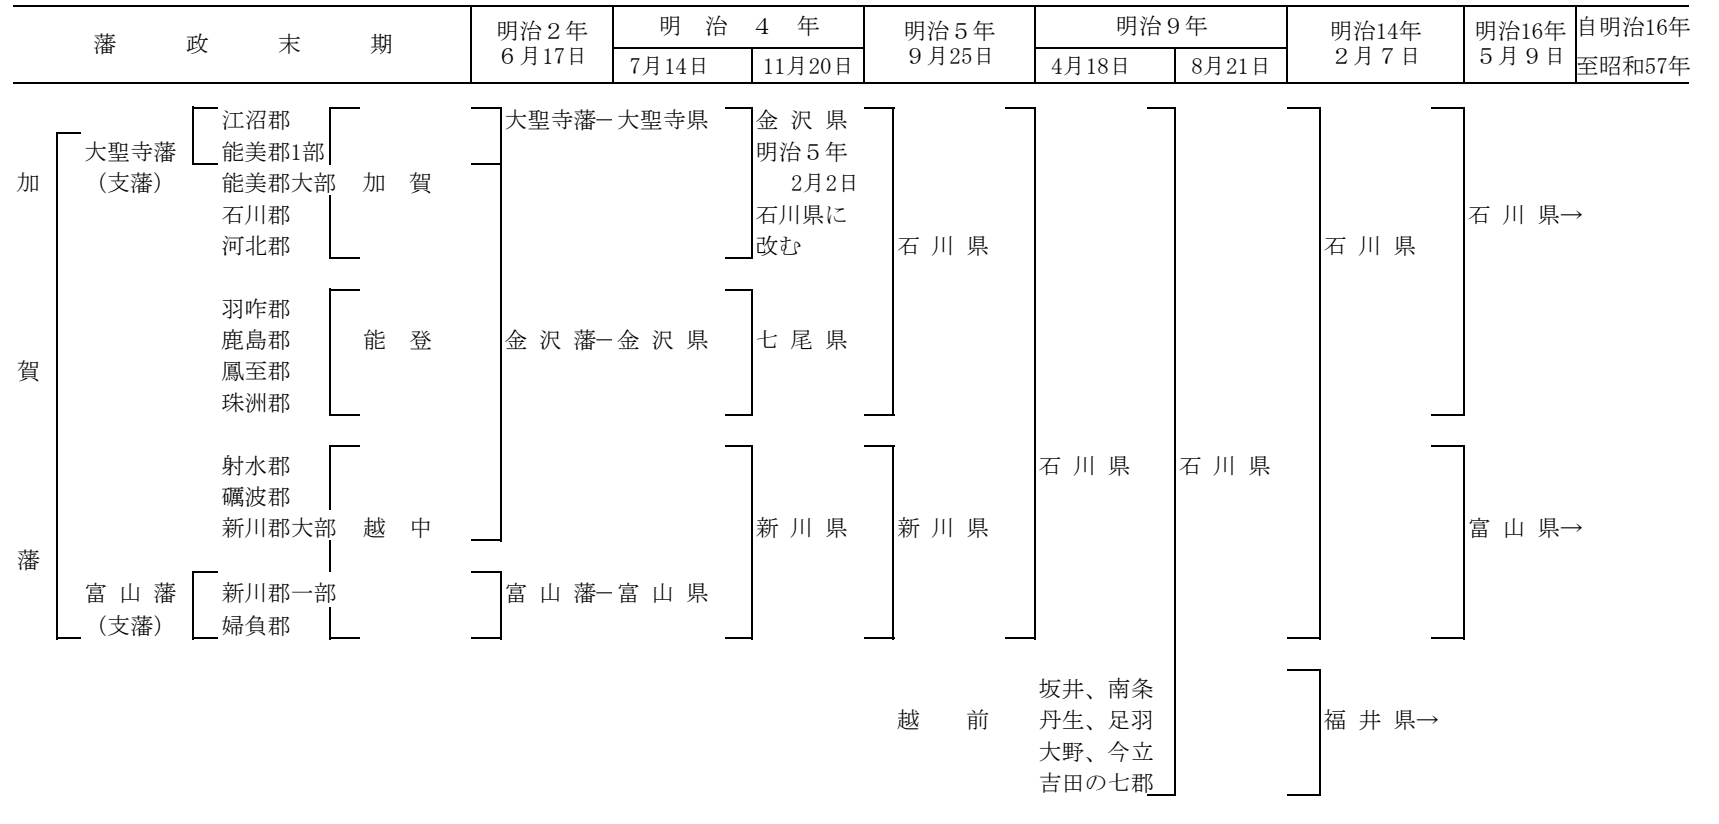 藩政末期 明治２年6月17日 明治4年 明治５年9月25日 明治９年 明治14年2月7日 明治16年5月9日 自明治16年至昭和57年
7月14日 11月20日 4月18日 8月21日
江沼郡 大聖寺藩－大聖寺県 金沢県
大聖寺藩 能美郡1部 明治５年
加 （支藩） 能美郡大部 加賀 2月2日
石川郡 石川県に 石川県→
河北郡 改む 石川県 石川県
羽咋郡
鹿島郡 能登 金沢藩－金沢県 七尾県
賀 鳳至郡
珠洲郡
射水郡 石川県 石川県
礪波郡
新川郡大部 越中 新川県 新川県 富山県→
藩
富山藩 新川郡一部 富山藩－富山県
（支藩） 婦負郡
坂井、南条
越前 丹生、足羽 福井県→
大野、今立
吉田の七郡